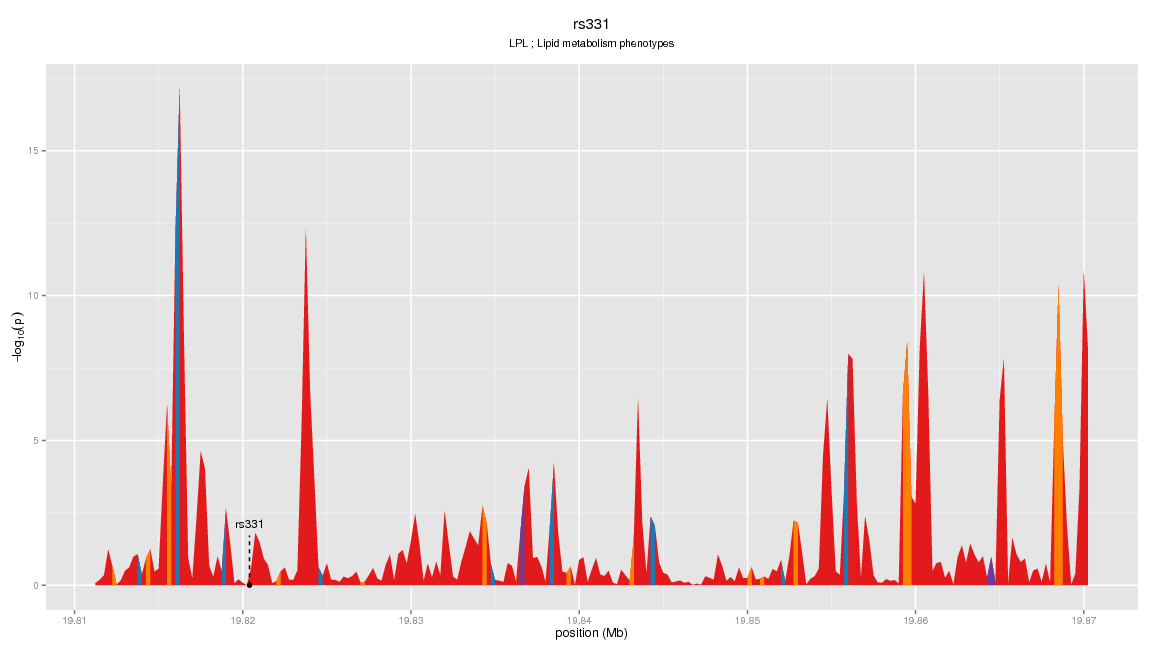 rs331
LPL ; Lipid metabolism phenotypes
−log10(p)
15
10
5
0
rs331
19.81 19.82 19.83 19.84 19.85 19.86 19.87
position (Mb)